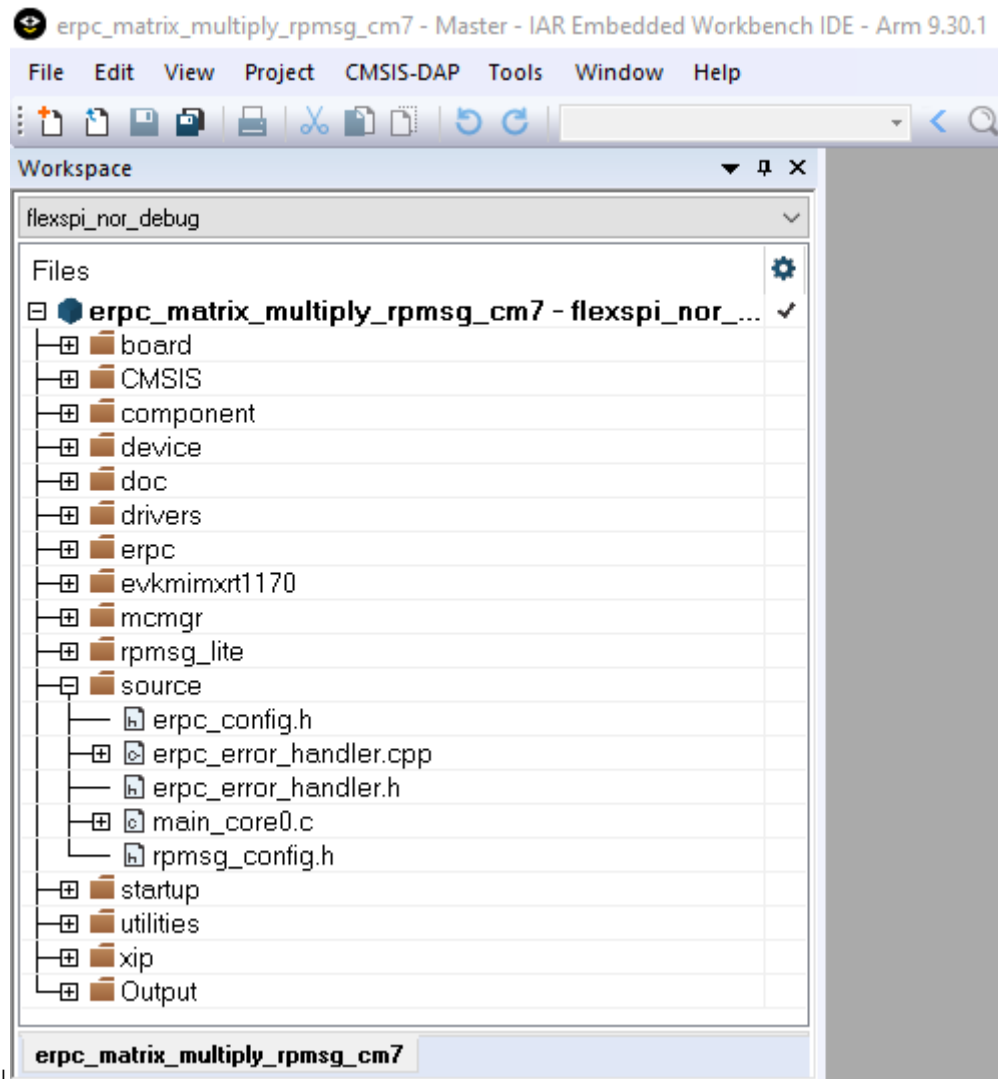 erpc_matrix_multiply_rpmsg_cm7 - Master - IAR Embedded Workbench IDE - Arm 9.30.1
File Edit View Project CMSIS-DAP Tools Window Help
Workspace
flexspi_nor_debug
Files
erpc_matrix_multiply_rpmsg_cm7 - flexspi_nor_...
board
CMSIS
component
device
doc
drivers
erpc
evkmimxrt1170
mcmgr
rpmsg_lite
source
erpc_config.h
erpc_error_handler.cpp
erpc_error_handler.h
main_core0.c
rpmsg_config.h
startup
utilities
xip
Output
erpc_matrix_multiply_rpmsg_cm7